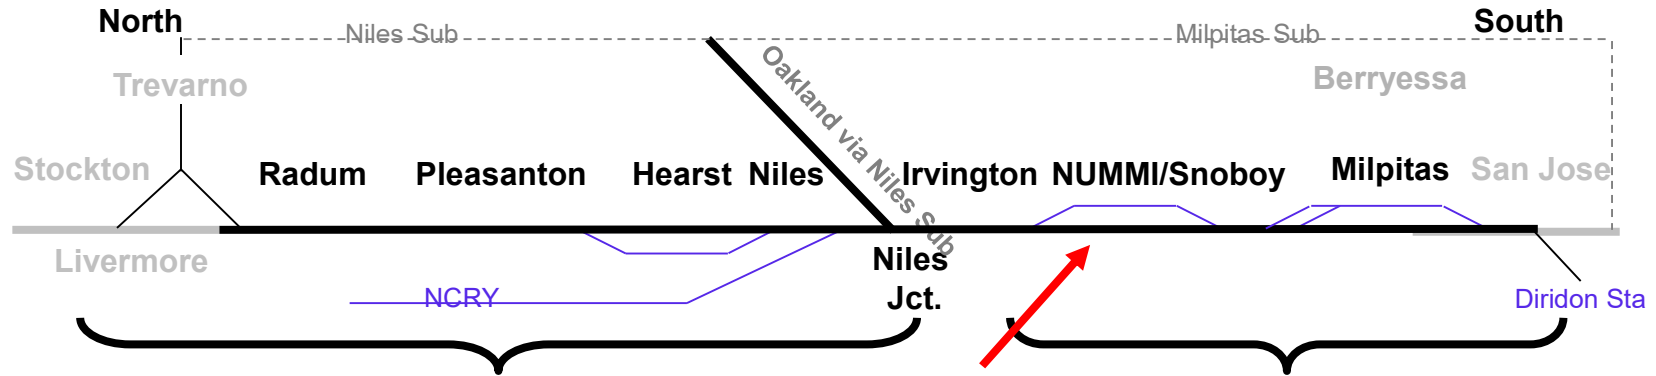 North
South
Niles Sub
Milpitas Sub
Oakland via Niles Sub
Trevarno
Berryessa
Stockton
Radum
Pleasanton
Hearst
Niles
Irvington
NUMMI/Snoboy
Milpitas
San Jose
Livermore
Niles
Jct.
NCRY
Diridon Sta